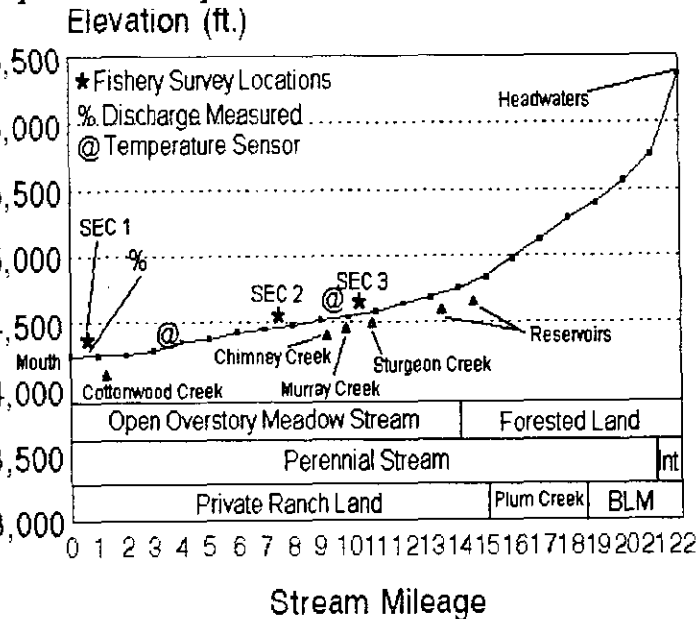 Elevation (ft.)
,500
★ Fishery Survey Locations
Headwaters
% Discharge Measured
,000
@ Temperature Sensor
,500
SEC 1
%
,000
SEC 2
@
SEC 3
,500
@
Reservoirs
Mouth
Chimney Creek
Sturgeon Creek
Cottonwood Creek
Murray Creek
,000
Open Overstory Meadow Stream
Forested Land
,500
Perennial Stream
Int
Private Ranch Land
Plum Creek
BLM
,000
0 1 2 3 4 5 6 7 8 9 10 11 12 13 14 15 16 17 18 19 20 21 22
Stream Mileage